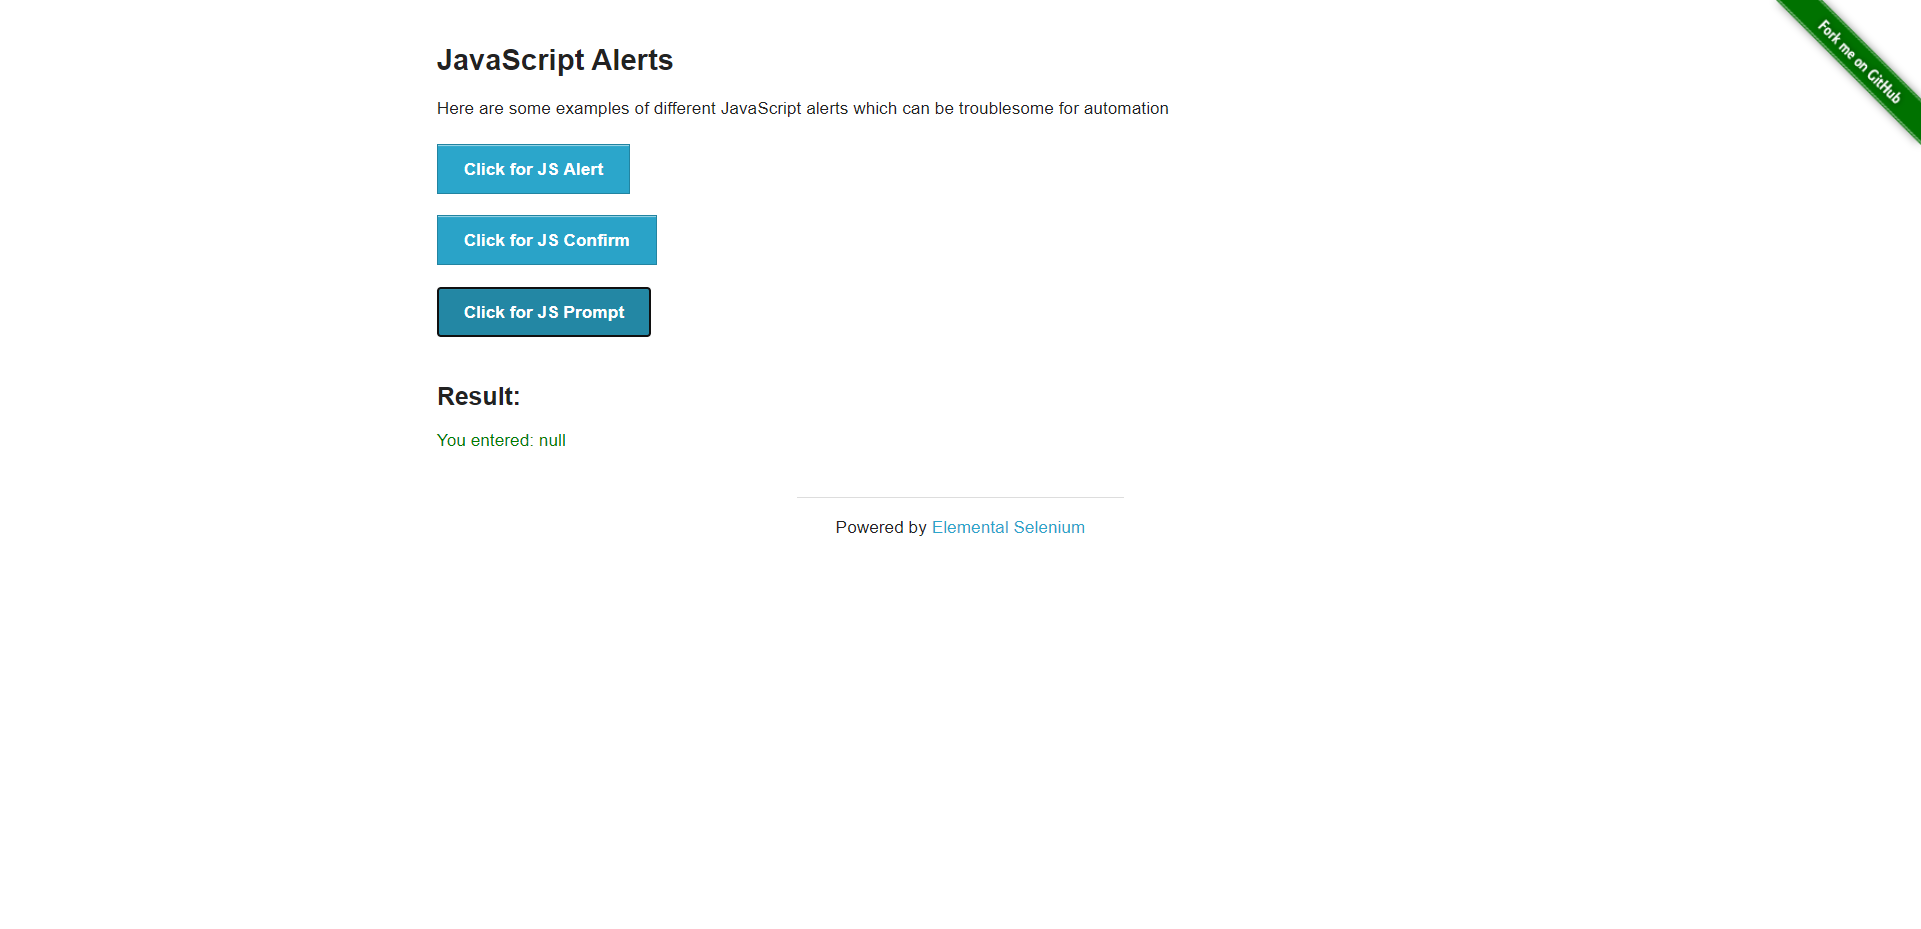 JavaScript Alerts
Fork me on GitHub
Here are some examples of different JavaScript alerts which can be troublesome for automation
Click for JS Alert
Click for JS Confirm
Click for JS Prompt
Result:
You entered: null
Powered by Elemental Selenium